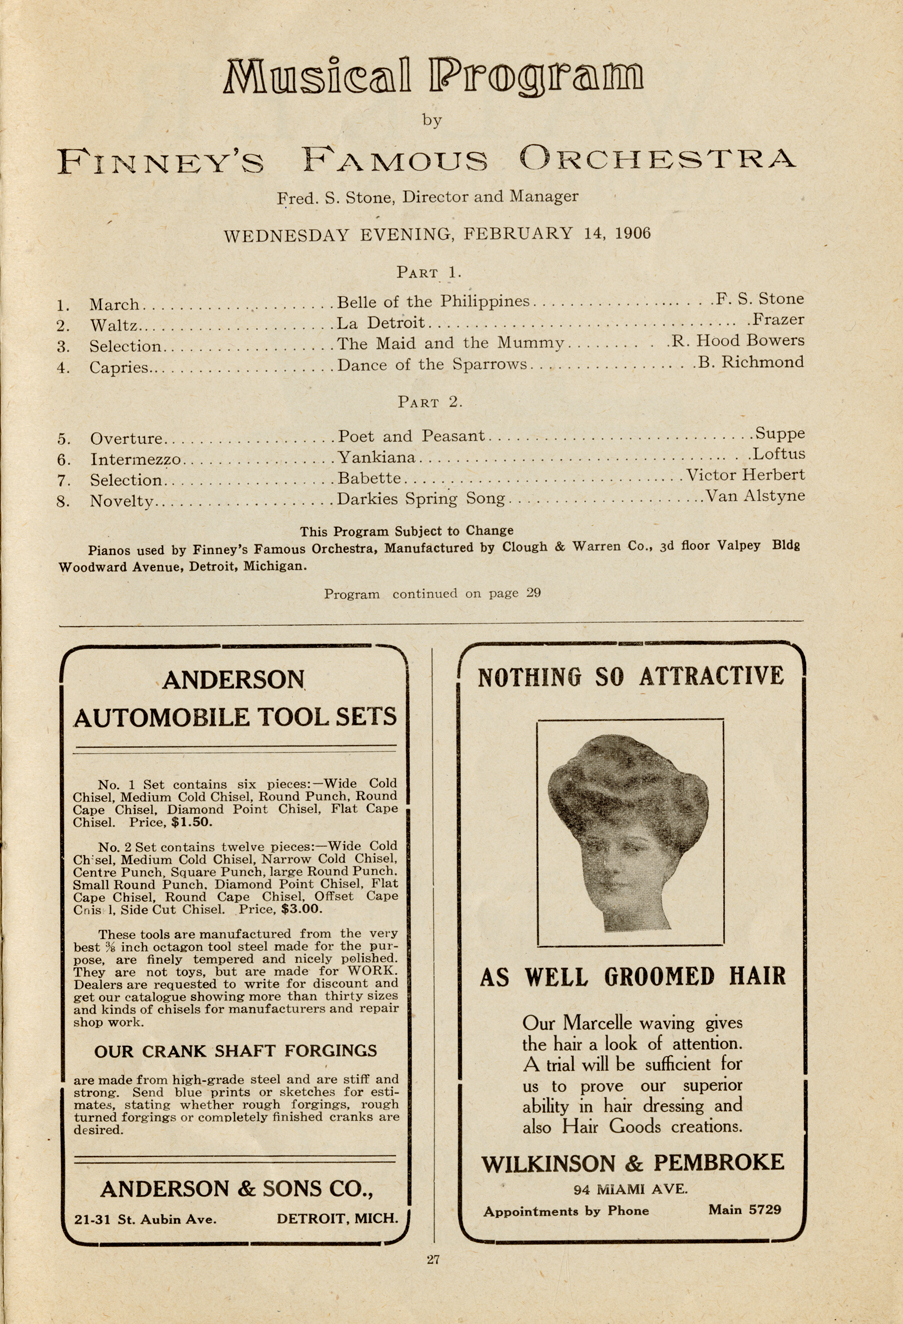 Musical Program
by
FINNEY'S FAMOUS ORCHESTRA
Fred. S. Stone, Director and Manager
WEDNESDAY EVENING, FEBRUARY 14, 1906
PART 1.
1. March....................Belle of the Philippines....................F. S. Stone
2. Waltz....................La Detroit....................Frazer
3. Selection....................The Maid and the Mummy....................R. Hood Bowers
4. Capries....................Dance of the Sparrows....................B. Richmond
PART 2.
5. Overture....................Poet and Peasant....................Suppe
6. Intermezzo....................Yankiana....................Loftus
7. Selection....................Babette....................Victor Herbert
8. Novelty....................Darkies Spring Song....................Van Alstyne
This Program Subject to Change
Pianos used by Finney's Famous Orchestra, Manufactured by Clough & Warren Co., 3d floor Valpey Bldg
Woodward Avenue, Detroit, Michigan.
Program continued on page 29
ANDERSON
AUTOMOBILE TOOL SETS
No. 1 Set contains six pieces:—Wide Cold
Chisel, Medium Cold Chisel, Round Punch, Round
Cape Chisel, Diamond Point Chisel, Flat Cape
Chisel. Price, $1.50.
No. 2 Set contains twelve pieces:—Wide Cold
Chisel, Medium Cold Chisel, Narrow Cold Chisel,
Centre Punch, Square Punch, large Round Punch.
Small Round Punch, Diamond Point Chisel, Flat
Cape Chisel, Round Cape Chisel, Offset Cape
Cnis l, Side Cut Chisel. Price, $3.00.
These tools are manufactured from the very
best ⅝ inch octagon tool steel made for the pur-
pose, are finely tempered and nicely polished.
They are not toys, but are made for WORK.
Dealers are requested to write for discount and
get our catalogue showing more than thirty sizes
and kinds of chisels for manufacturers and repair
shop work.
OUR CRANK SHAFT FORGINGS
are made from high-grade steel and are stiff and
strong. Send blue prints or sketches for esti-
mates, stating whether rough forgings, rough
turned forgings or completely finished cranks are
desired.
ANDERSON & SONS CO.,
21-31 St. Aubin Ave. DETROIT, MICH.
NOTHING SO ATTRACTIVE
AS WELL GROOMED HAIR
Our Marcelle waving gives
the hair a look of attention.
A trial will be sufficient for
us to prove our superior
ability in hair dressing and
also Hair Goods creations.
WILKINSON & PEMBROKE
94 MIAMI AVE.
Appointments by Phone Main 5729
27